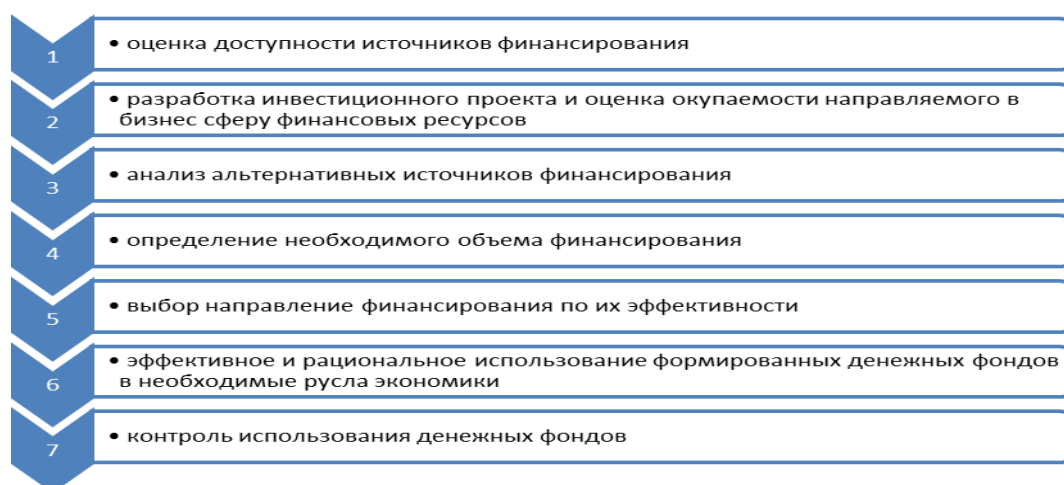 1
• оценка доступности источников финансирования
2
• разработка инвестиционного проекта и оценка окупаемости направляемого в
бизнес сферу финансовых ресурсов
3
• анализ альтернативных источников финансирования
4
• определение необходимого объема финансирования
5
• выбор направление финансирования по их эффективности
6
• эффективное и рациональное использование формированных денежных фондов
в необходимые русла экономики
7
• контроль использования денежных фондов